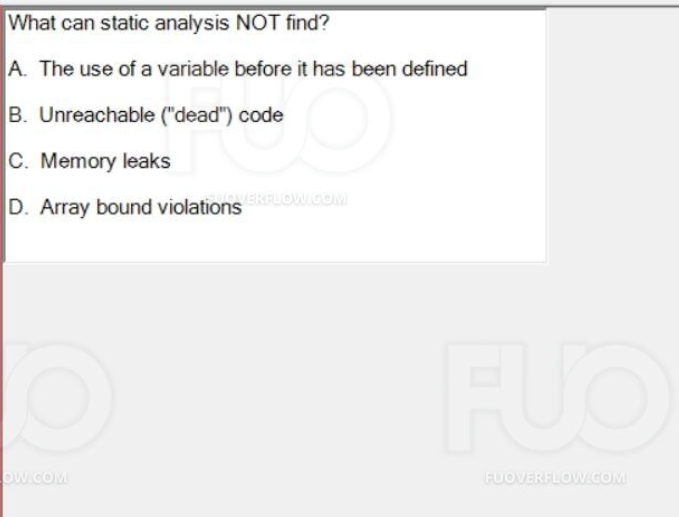 What can static analysis NOT find?
A. The use of a variable before it has been defined
B. Unreachable ("dead") code
C. Memory leaks
D. Array bound violations
FUO
FUOVERFLOW.COM
FUO
OW.COM
FUOVERFLOW.COM